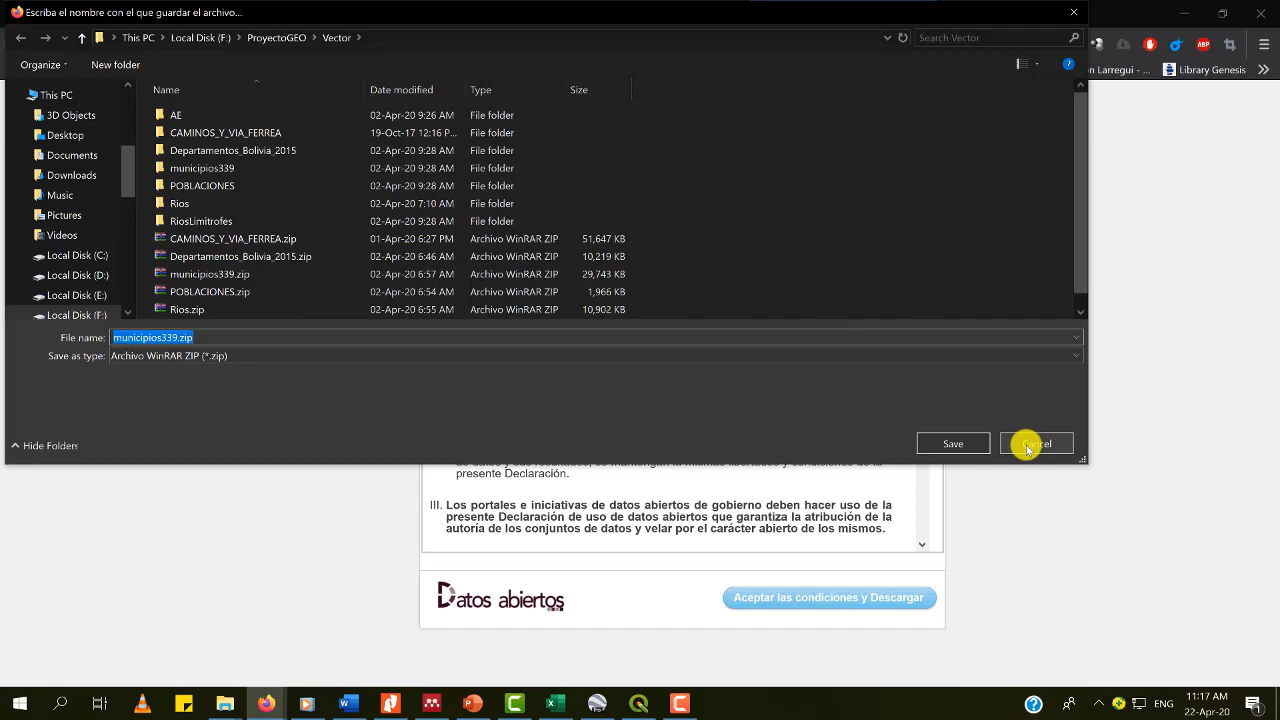 Escriba el nombre con el que guardar el archivo...
This PC > Local Disk (F:) > ProyectoGEO > Vector >
Search Vector
Organize
New folder
Name
Date modified
Type
Size
This PC
3D Objects
Desktop
Documents
Downloads
Music
Pictures
Videos
Local Disk (C:)
Local Disk (D:)
Local Disk (E:)
Local Disk (F:)
AE 02-Apr-20 9:26 AM File folder
CAMINOS_Y_VIA_FERREA 19-Oct-17 12:16 P... File folder
Departamentos_Bolivia_2015 02-Apr-20 9:28 AM File folder
municipios339 02-Apr-20 9:28 AM File folder
POBLACIONES 02-Apr-20 9:28 AM File folder
Rios 02-Apr-20 7:10 AM File folder
RiosLimitrofes 02-Apr-20 9:28 AM File folder
CAMINOS_Y_VIA_FERREA.zip 01-Apr-20 6:27 PM Archivo WinRAR ZIP 51,647 KB
Departamentos_Bolivia_2015.zip 02-Apr-20 6:46 AM Archivo WinRAR ZIP 10,219 KB
municipios339.zip 02-Apr-20 6:57 AM Archivo WinRAR ZIP 29,743 KB
POBLACIONES.zip 02-Apr-20 6:54 AM Archivo WinRAR ZIP 1,966 KB
Rios.zip 02-Apr-20 6:55 AM Archivo WinRAR ZIP 10,902 KB
File name: municipios339.zip
Save as type: Archivo WinRAR ZIP (*.zip)
Hide Folders
Save
Cancel
ABP
n Larregui -...
Library Genesis
presente Declaración.
III. Los portales e iniciativas de datos abiertos de gobierno deben hacer uso de la
presente Declaración de uso de datos abiertos que garantiza la atribución de la
autoría de los conjuntos de datos y velar por el carácter abierto de los mismos.
Datos abiertos
Aceptar las condiciones y Descargar
ENG
11:17 AM
22-Apr-20
1